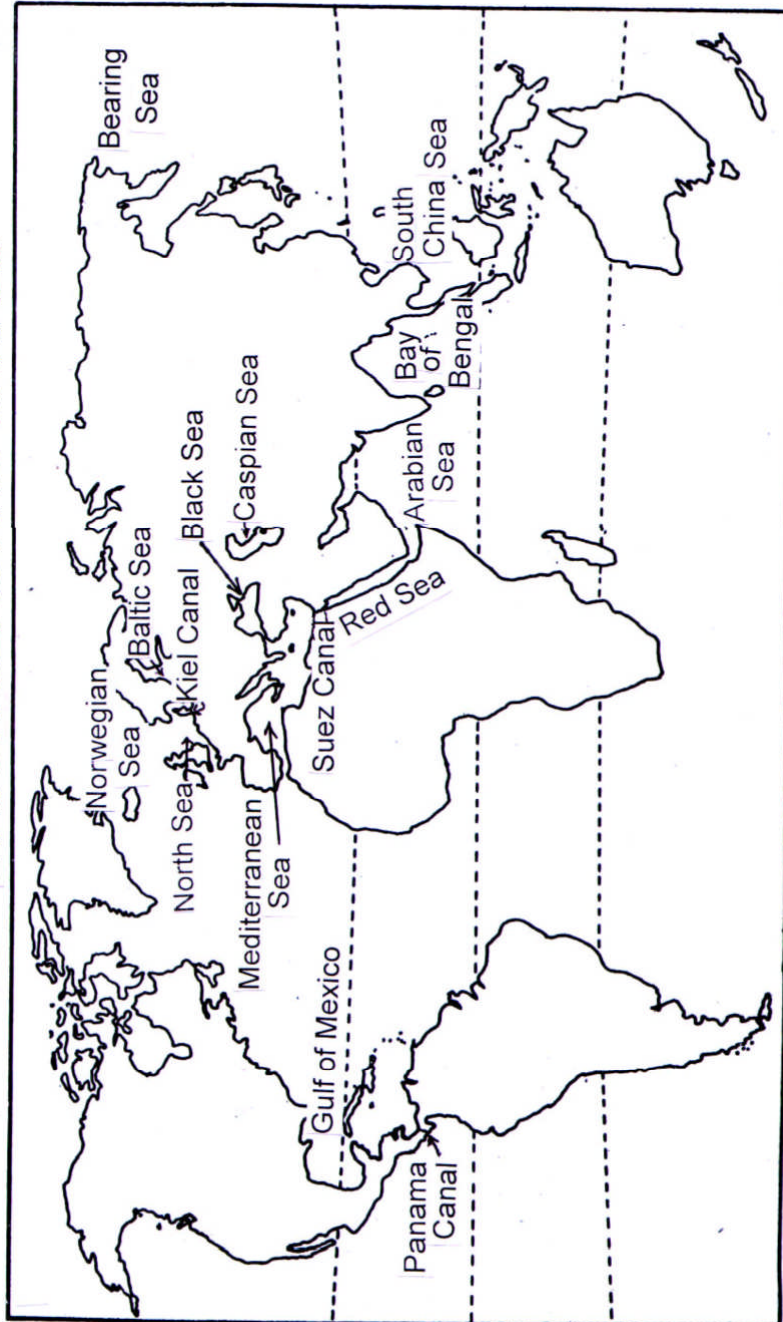 Bearing
Sea
Norwegian
Sea
Baltic Sea
Kiel Canal
North Sea
Black Sea
Caspian Sea
Mediterranean
Sea
Suez Canal
Red Sea
Arabian
Sea
Bay
of
Bengal
South
China Sea
Gulf of Mexico
Panama
Canal